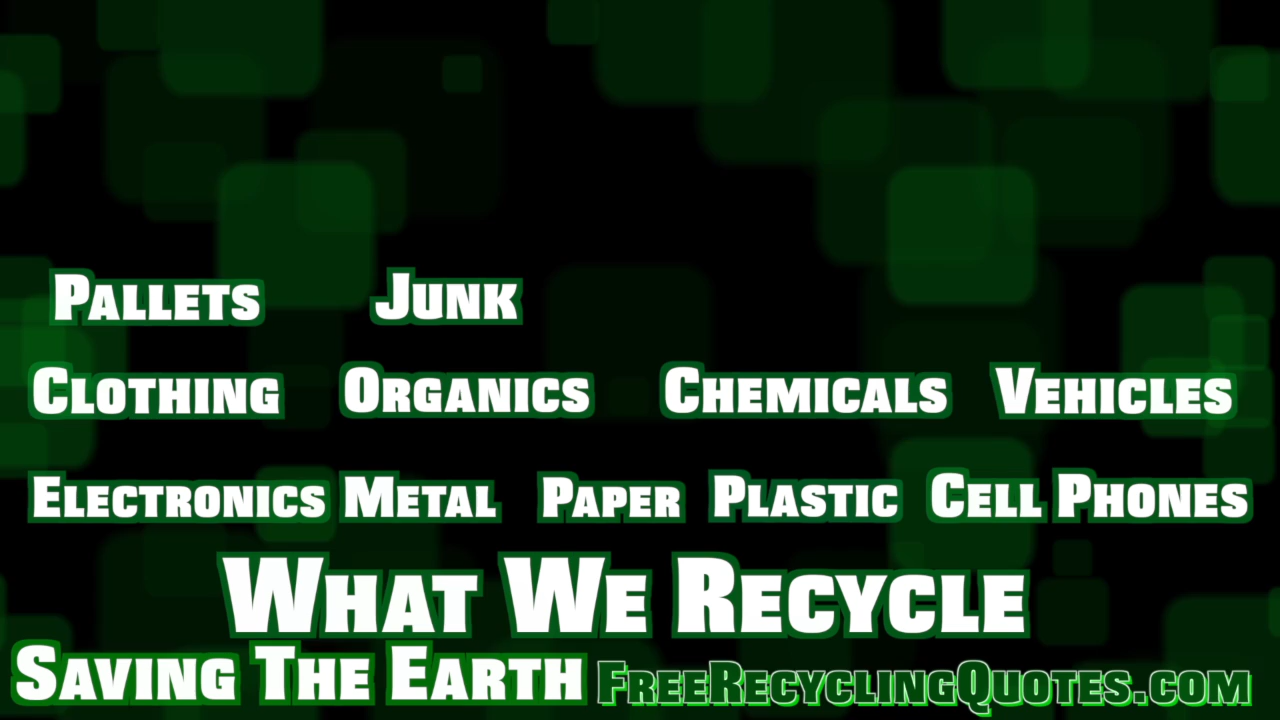 Pallets Junk
Clothing Organics Chemicals Vehicles
Electronics Metal Paper Plastic Cell Phones
What We Recycle
Saving The Earth FreeRecyclingQuotes.com